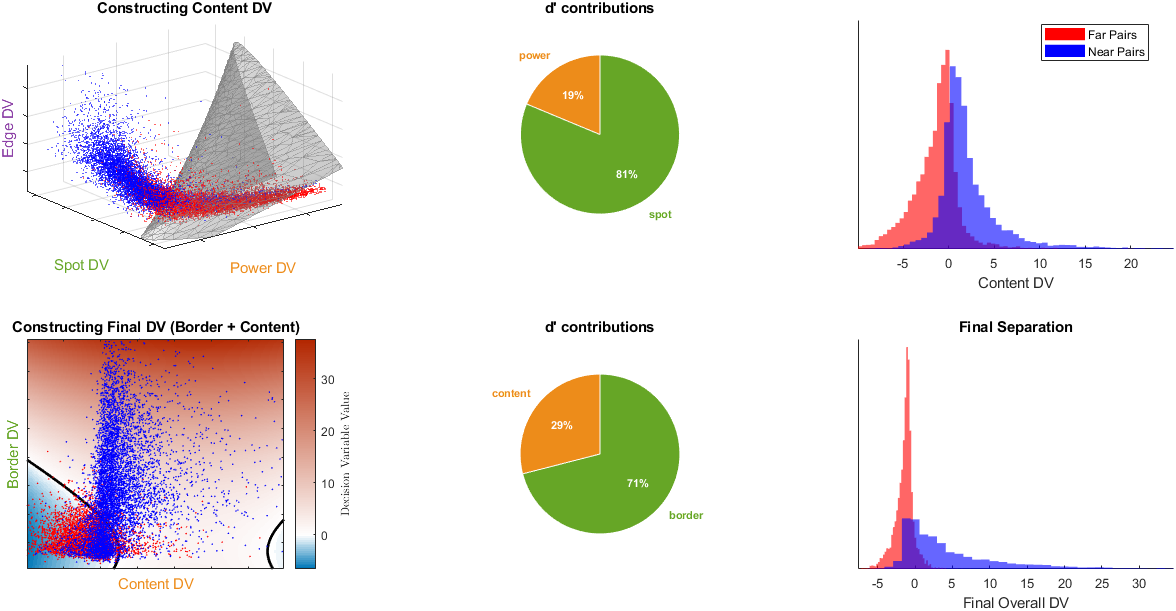 Constructing Content DV
Edge DV
Spot DV
Power DV
d' contributions
power
19%
81%
spot
Far Pairs
Near Pairs
-5 0 5 10 15 20
Content DV
Constructing Final DV (Border + Content)
Border DV
Content DV
30
20
10
0
Decision Variable Value
d' contributions
content
29%
71%
border
Final Separation
-5 0 5 10 15 20 25 30
Final Overall DV